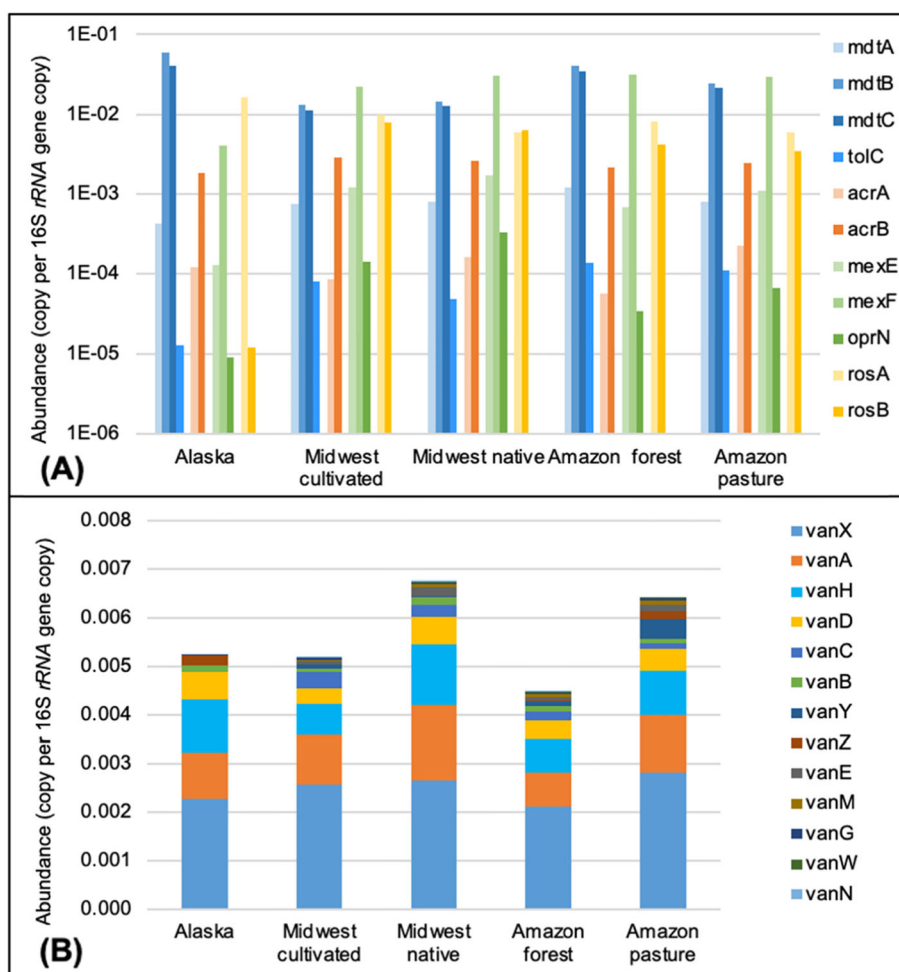 Abundance (copy per 16S rRNA gene copy)
1E-01
1E-02
1E-03
1E-04
1E-05
1E-06
Alaska
Midwest
cultivated
Midwest native
Amazon forest
Amazon
pasture
mdtA
mdtB
mdtC
tolC
acrA
acrB
mexE
mexF
oprN
rosA
rosB
(A)
Abundance (copy per 16S rRNA gene copy)
0.008
0.007
0.006
0.005
0.004
0.003
0.002
0.001
0.000
Alaska
Midwest
cultivated
Midwest
native
Amazon
forest
Amazon
pasture
vanX
vanA
vanH
vanD
vanC
vanB
vanY
vanZ
vanE
vanM
vanG
vanW
vanN
(B)